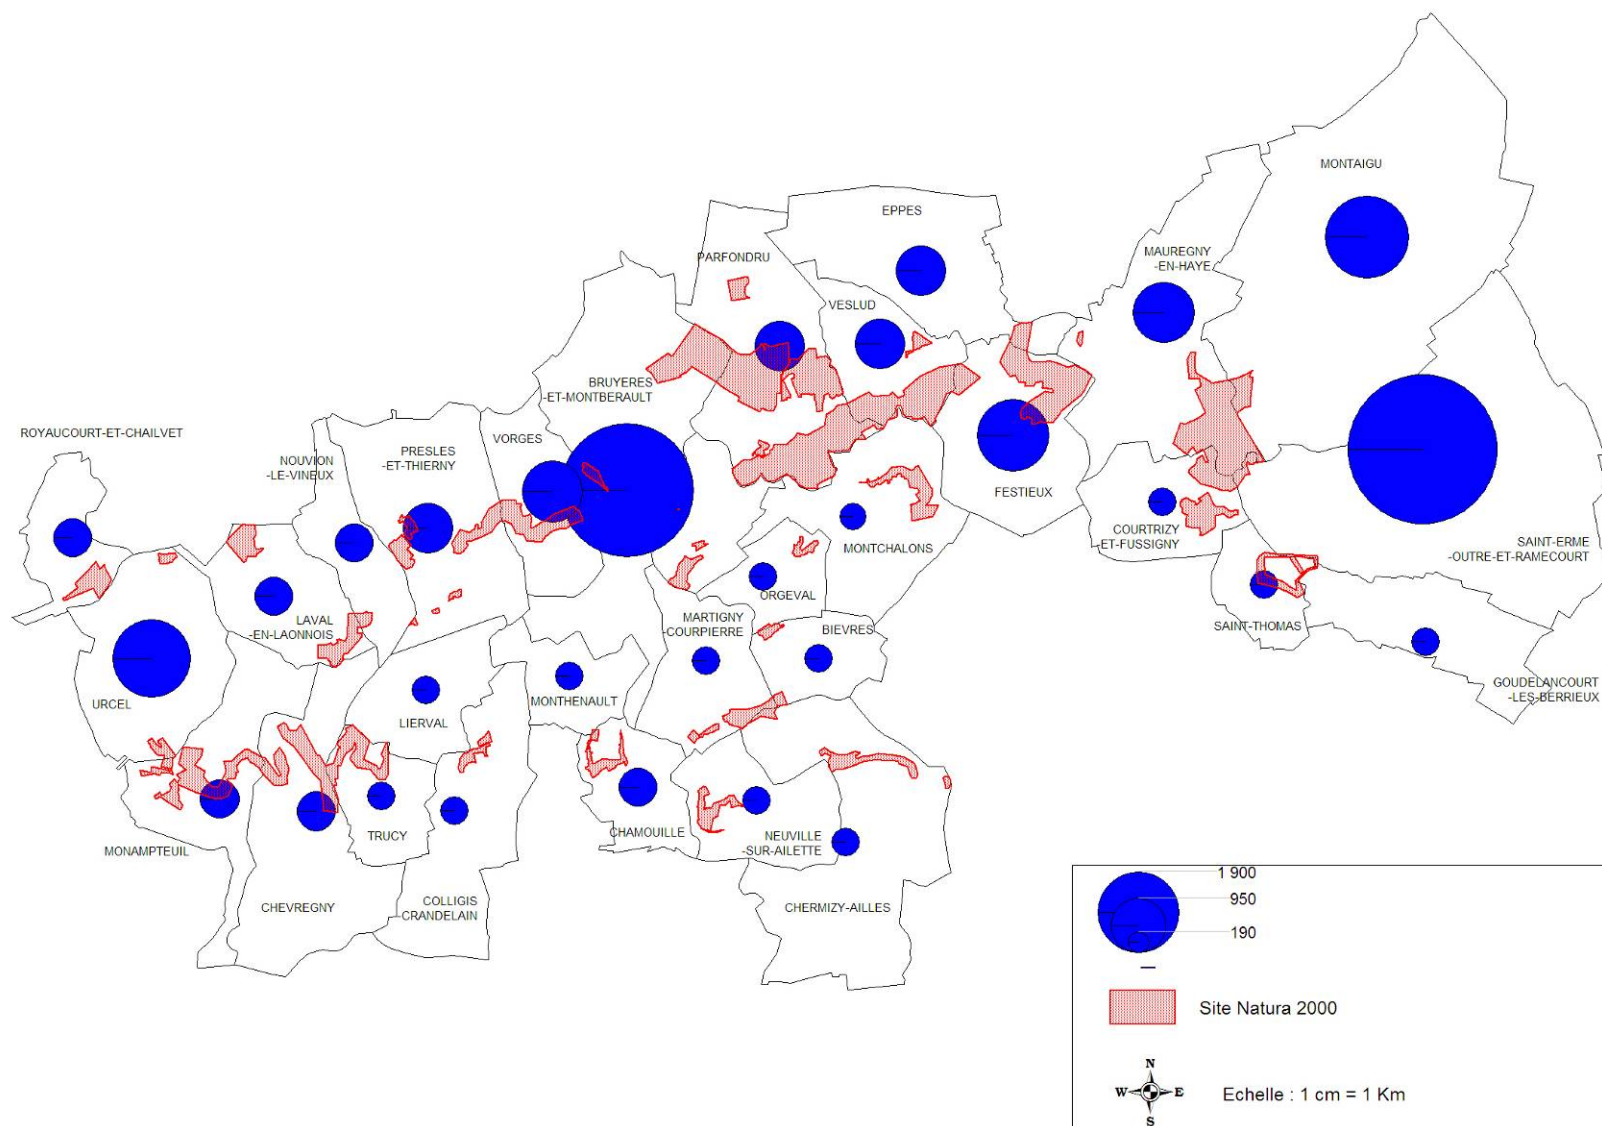 MONTAIGU
EPPES
MAUREGNY
-EN-HAYE
PARFONDRU
VESLUD
BRUYERES
-ET-MONTBERAULT
ROYAUCOURT-ET-CHAILVET
NOUVION
-LE-VINEUX
PRESLES
-ET-THIERNY
VORGES
FESTIEUX
COURTRIZY
-ET-FUSSIGNY
MONTCHALONS
SAINT-ERME
-OUTRE-ET-RAMECOURT
ORGEVAL
LAVAL
-EN-LAONNOIS
MARTIGNY
-COURPIERRE
BIEVRES
SAINT-THOMAS
GOUDELANCOURT
-LES-BERRIEUX
URCEL
LIERVAL
MONTHENAULT
MONAMPTEUIL
TRUCY
CHAMOUILLE
NEUVILLE
-SUR-AILETTE
CHEVREGNY
COLLIGIS
-CRANDELAIN
CHERMIZY-AILLES
1 900
950
190
Site Natura 2000
N
W E
S
Echelle : 1 cm = 1 Km